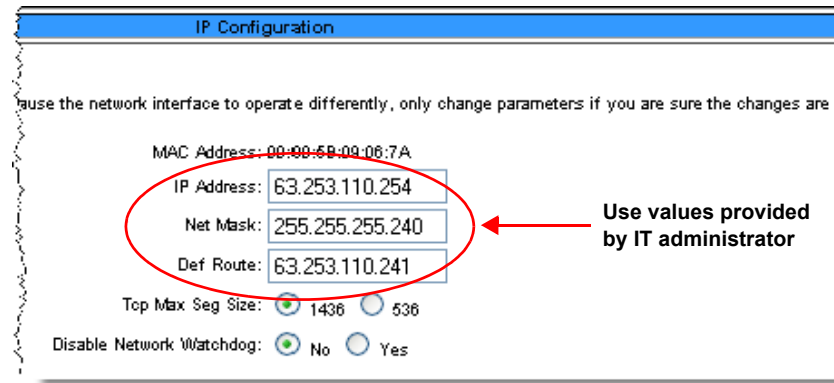 IP Configuration
ause the network interface to operate differently, only change parameters if you are sure the changes are
MAC Address: 00:00:5B:09:06:7A
IP Address: 63.253.110.254
Net Mask: 255.255.255.240
Def Route: 63.253.110.241
Tcp Max Seg Size: 1436 536
Disable Network Watchdog: No Yes
Use values provided
by IT administrator